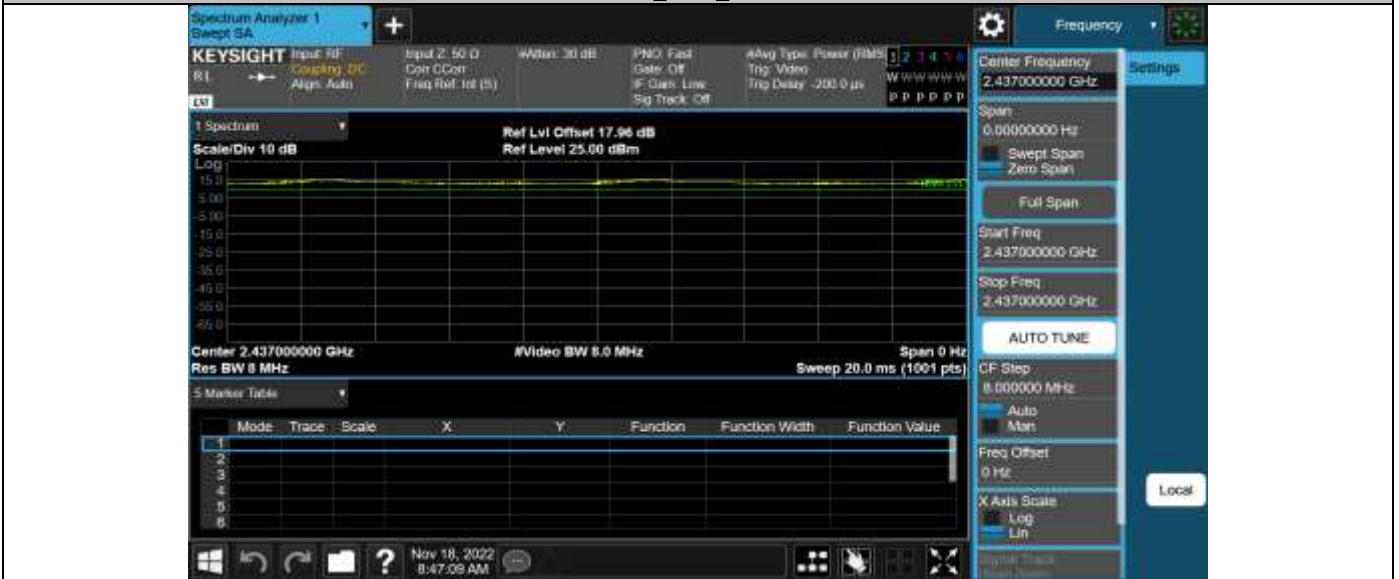 Spectrum Analyzer 1
Swept SA
Frequency
KEYSIGHT
Input: RF
Coupling: DC
Align: Auto
Input Z: 50 Ω
Corr CCorr
Freq Ref: Int (S)
#Atten: 30 dB
PNO: Fast
Gate: Off
IF Gain: Low
Sig Track: Off
#Avg Type: Power (RMS
Trig: Video
Trig Delay: -200.0 µs
1 2 3 4 5 6
W W W W W W
P P P P P P
LXI
1 Spectrum
Scale/Div 10 dB
Ref Lvl Offset 17.96 dB
Ref Level 25.00 dBm
Log
15.0
5.00
-5.00
-15.0
-25.0
-35.0
-45.0
-55.0
-65.0
Center 2.437000000 GHz
#Video BW 8.0 MHz
Span 0 Hz
Res BW 8 MHz
Sweep 20.0 ms (1001 pts)
5 Marker Table
Mode Trace Scale X Y Function Function Width Function Value
1
2
3
4
5
6
Nov 18, 2022
8:47:09 AM
Center Frequency
2.437000000 GHz
Settings
Span
0.00000000 Hz
Swept Span
Zero Span
Full Span
Start Freq
2.437000000 GHz
Stop Freq
2.437000000 GHz
AUTO TUNE
CF Step
8.000000 MHz
Auto
Man
Freq Offset
0 Hz
X Axis Scale
Log
Lin
Local
Signal Track